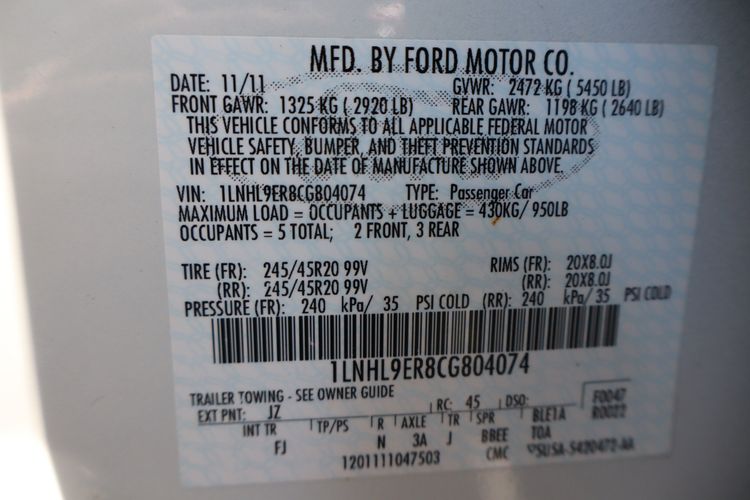 MFD. BY FORD MOTOR CO.
DATE: 11/11 GVWR: 2472 KG ( 5450 LB)
FRONT GAWR: 1325 KG ( 2920 LB) REAR GAWR: 1198 KG ( 2640 LB)
THIS VEHICLE CONFORMS TO ALL APPLICABLE FEDERAL MOTOR
VEHICLE SAFETY, BUMPER, AND THEFT PREVENTION STANDARDS
IN EFFECT ON THE DATE OF MANUFACTURE SHOWN ABOVE.
VIN: 1LNHL9ER8CG804074 TYPE: Passenger Car
MAXIMUM LOAD = OCCUPANTS + LUGGAGE = 430KG/ 950LB
OCCUPANTS = 5 TOTAL; 2 FRONT, 3 REAR
TIRE (FR): 245/45R20 99V RIMS (FR): 20X8.0J
(RR): 245/45R20 99V (RR): 20X8.0J
PRESSURE (FR): 240 kPa/ 35 PSI COLD (RR): 240 kPa/ 35 PSI COLD
1LNHL9ER8CG804074
TRAILER TOWING - SEE OWNER GUIDE
EXT PNT: JZ RC: 45 DSO: F0047
R0022
INT TR TP/PS R AXLE TR SPR BLETA
FJ N 3A J BBEE TOA
1201111047503 CMC